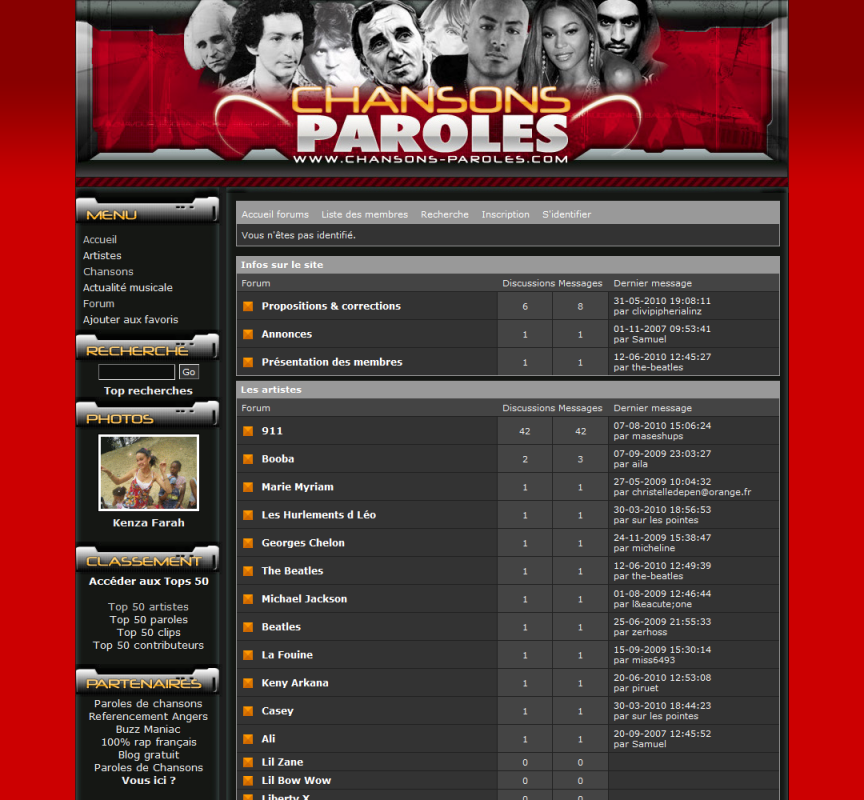 CHANSONS
PAROLES
WWW.CHANSONS-PAROLES.COM
MENU
Accueil
Artistes
Chansons
Actualité musicale
Forum
Ajouter aux favoris
RECHERCHE
Go
Top recherches
PHOTOS
Kenza Farah
CLASSEMENT
Accéder aux Tops 50
Top 50 artistes
Top 50 paroles
Top 50 clips
Top 50 contributeurs
PARTENAIRES
Paroles de chansons
Referencement Angers
Buzz Maniac
100% rap français
Blog gratuit
Paroles de Chansons
Vous ici ?
Accueil forums Liste des membres Recherche Inscription S'identifier
Vous n'êtes pas identifié.
Infos sur le site
Forum Discussions Messages Dernier message
Propositions & corrections 6 8 31-05-2010 19:08:11
par clivipipherialinz
Annonces 1 1 01-11-2007 09:53:41
par Samuel
Présentation des membres 1 1 12-06-2010 12:45:27
par the-beatles
Les artistes
Forum Discussions Messages Dernier message
911 42 42 07-08-2010 15:06:24
par maseshups
Booba 2 3 07-09-2009 23:03:27
par aila
Marie Myriam 1 1 27-05-2009 10:04:32
par christelledepen@orange.fr
Les Hurlements d Léo 1 1 30-03-2010 18:56:53
par sur les pointes
Georges Chelon 1 1 24-11-2009 15:38:47
par micheline
The Beatles 1 1 12-06-2010 12:49:39
par the-beatles
Michael Jackson 1 1 01-08-2009 12:46:44
par l&eacute;one
Beatles 1 1 25-06-2009 21:55:33
par zerhoss
La Fouine 1 1 15-09-2009 15:30:14
par miss6493
Keny Arkana 1 1 20-06-2010 12:53:08
par piruet
Casey 1 1 30-03-2010 18:44:23
par sur les pointes
Ali 1 1 20-09-2007 12:45:52
par Samuel
Lil Zane 0 0
Lil Bow Wow 0 0
Liberty X 0 0